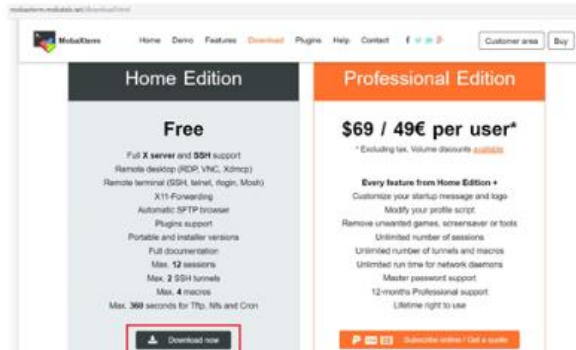 mobaxterm.mobatek.net/download.html
MobaXterm Home Demo Features Download Plugins Help Contact Customer area Buy
Home Edition
Free
Full X server and SSH support
Remote desktop (RDP, VNC, Xdmcp)
Remote terminal (SSH, telnet, rlogin, Mosh)
X11-Forwarding
Automatic SFTP browser
Plugins support
Portable and installer versions
Full documentation
Max. 12 sessions
Max. 2 SSH tunnels
Max. 4 macros
Max. 360 seconds for Tftp, Nfs and Cron
Download now
Professional Edition
$69 / 49€ per user*
* Excluding tax. Volume discounts available
Every feature from Home Edition +
Customize your startup message and logo
Modify your profile script
Remove unwanted games, screensaver or tools
Unlimited number of sessions
Unlimited number of tunnels and macros
Unlimited run time for network daemons
Master password support
12-months Professional support
Lifetime right to use
Subscribe online / Get a quote